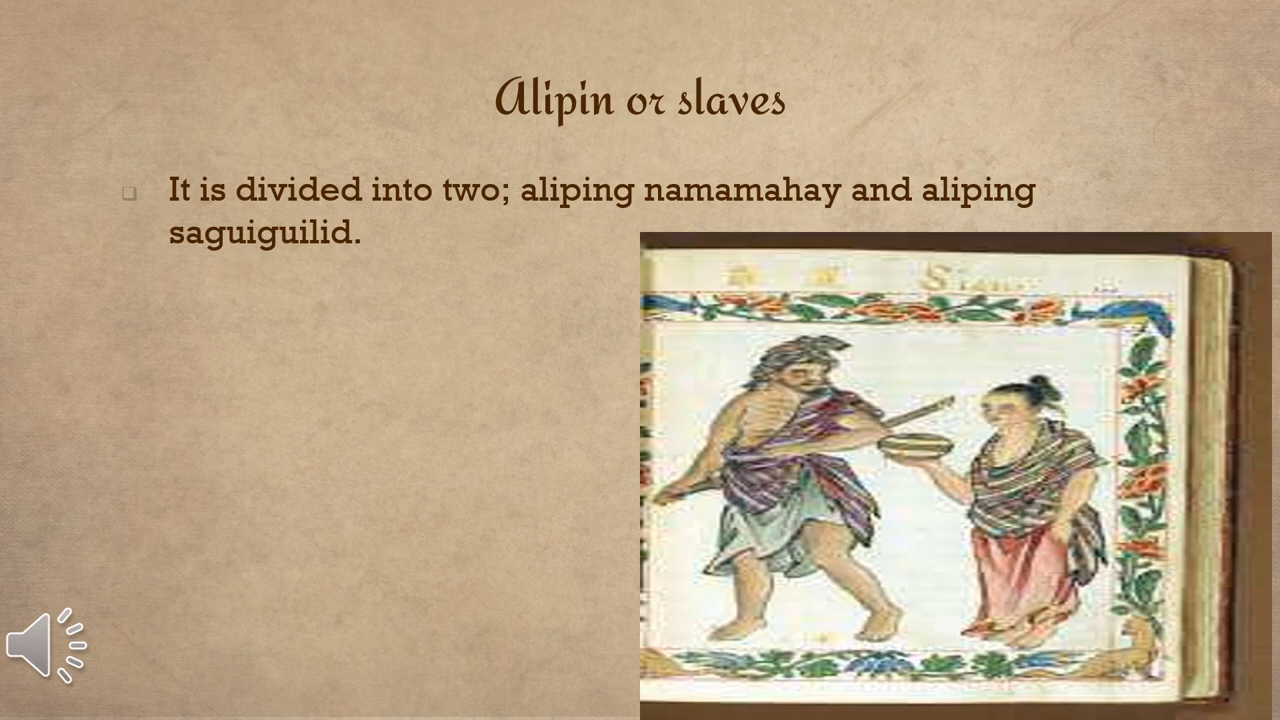 Alipin or slaves
It is divided into two; aliping namamahay and aliping
saguiguilid.